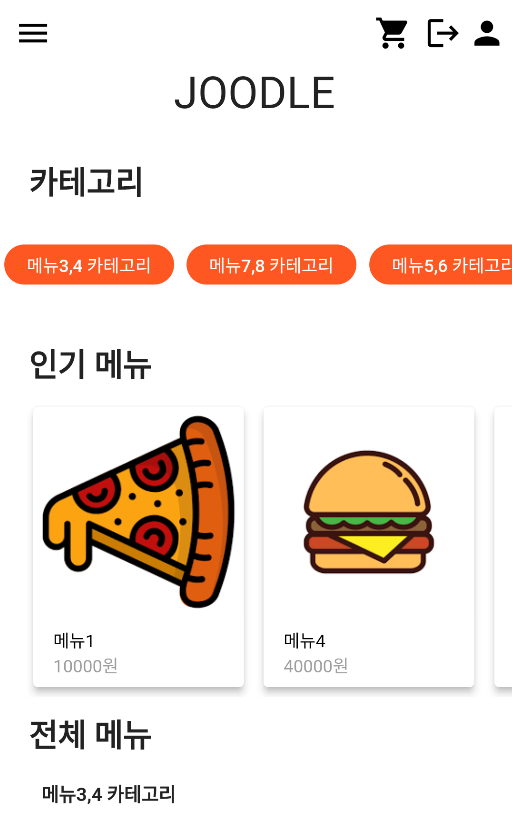 JOODLE
카테고리
메뉴3,4 카테고리
메뉴7,8 카테고리
메뉴5,6 카테고리
인기 메뉴
메뉴1
10000원
메뉴4
40000원
전체 메뉴
메뉴3,4 카테고리